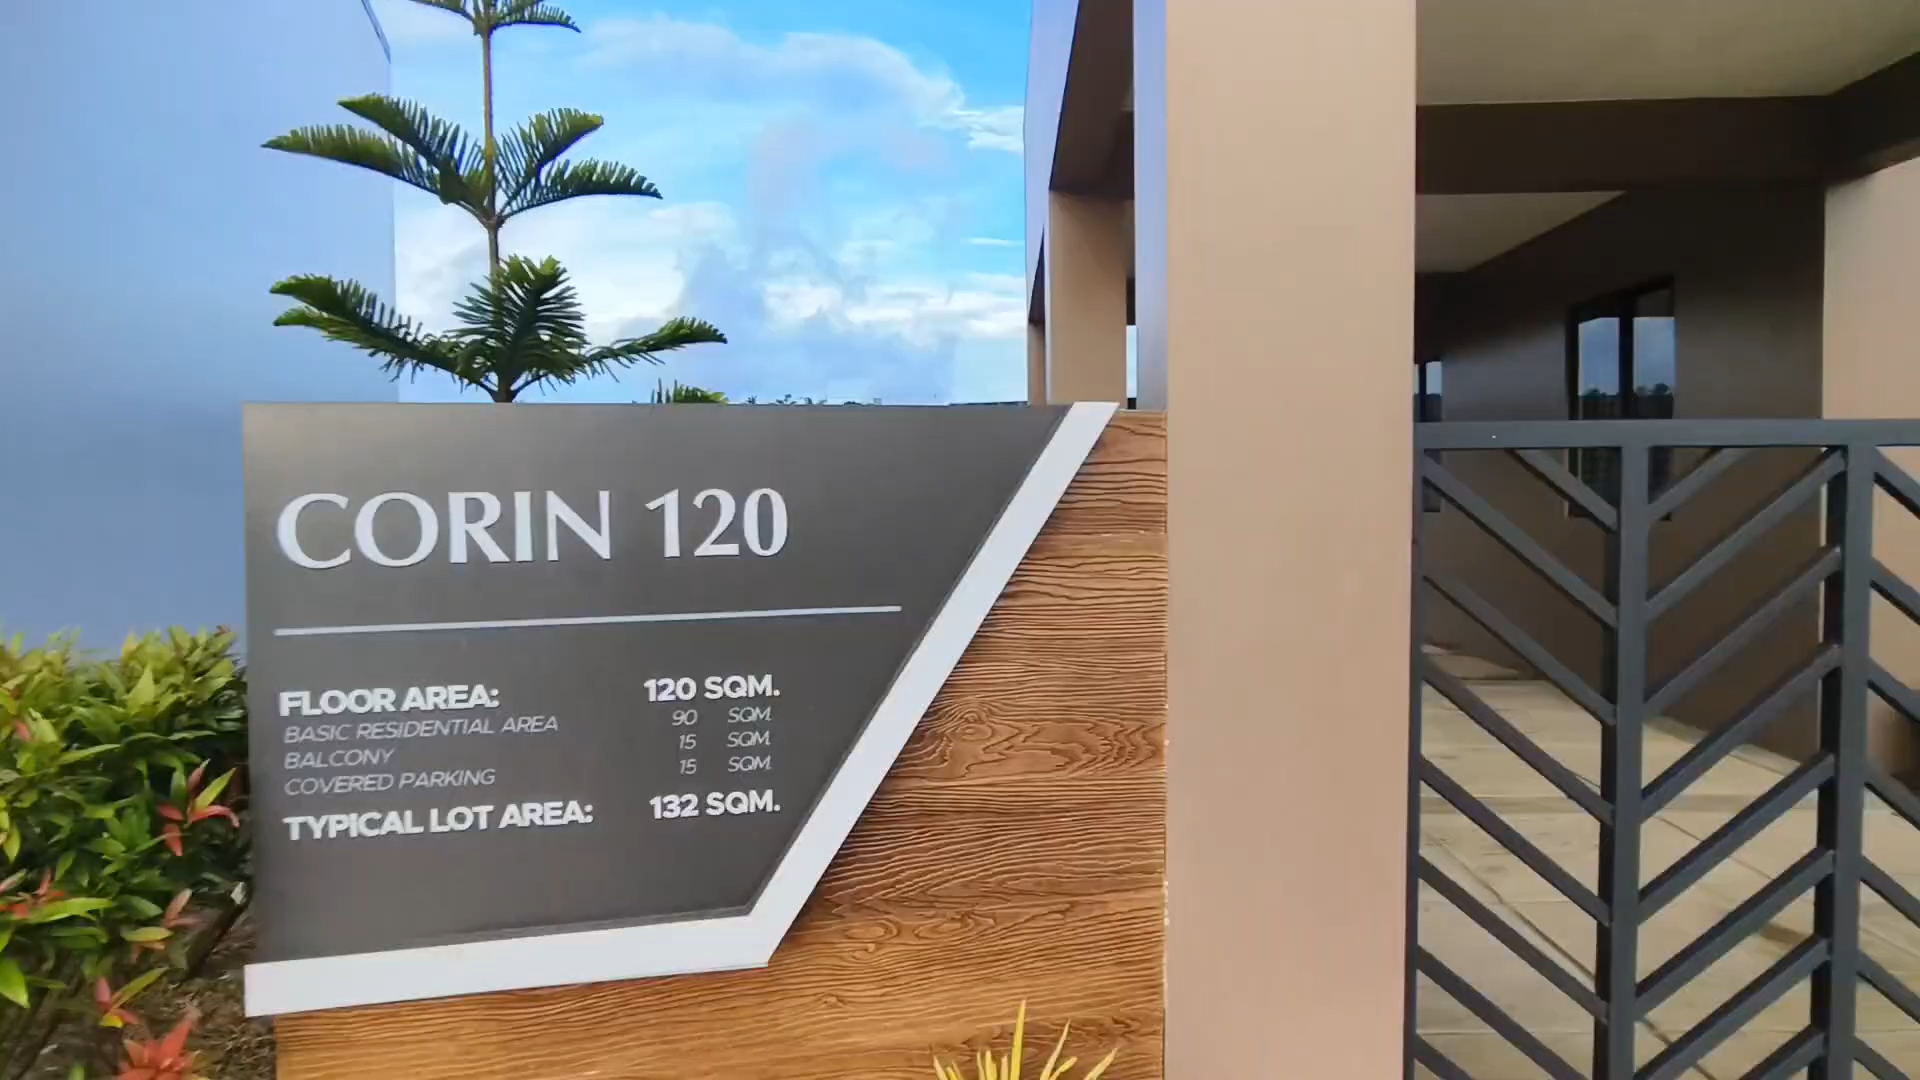 CORIN 120
FLOOR AREA: 120 SQM.
BASIC RESIDENTIAL AREA 90 SQM.
BALCONY 15 SQM.
COVERED PARKING 15 SQM.
TYPICAL LOT AREA: 132 SQM.